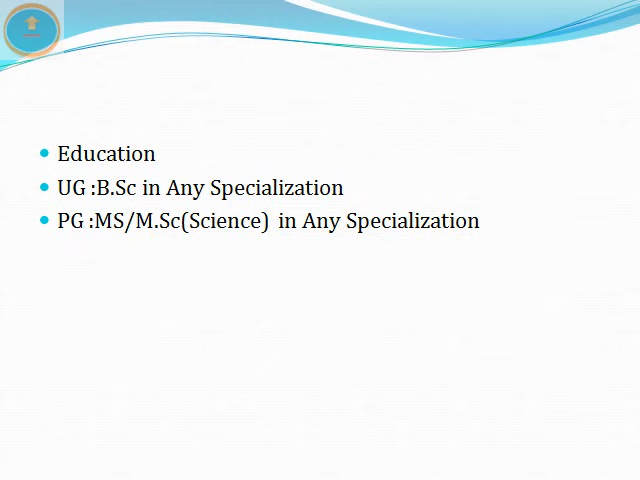 Education
UG :B.Sc in Any Specialization
PG :MS/M.Sc(Science) in Any Specialization